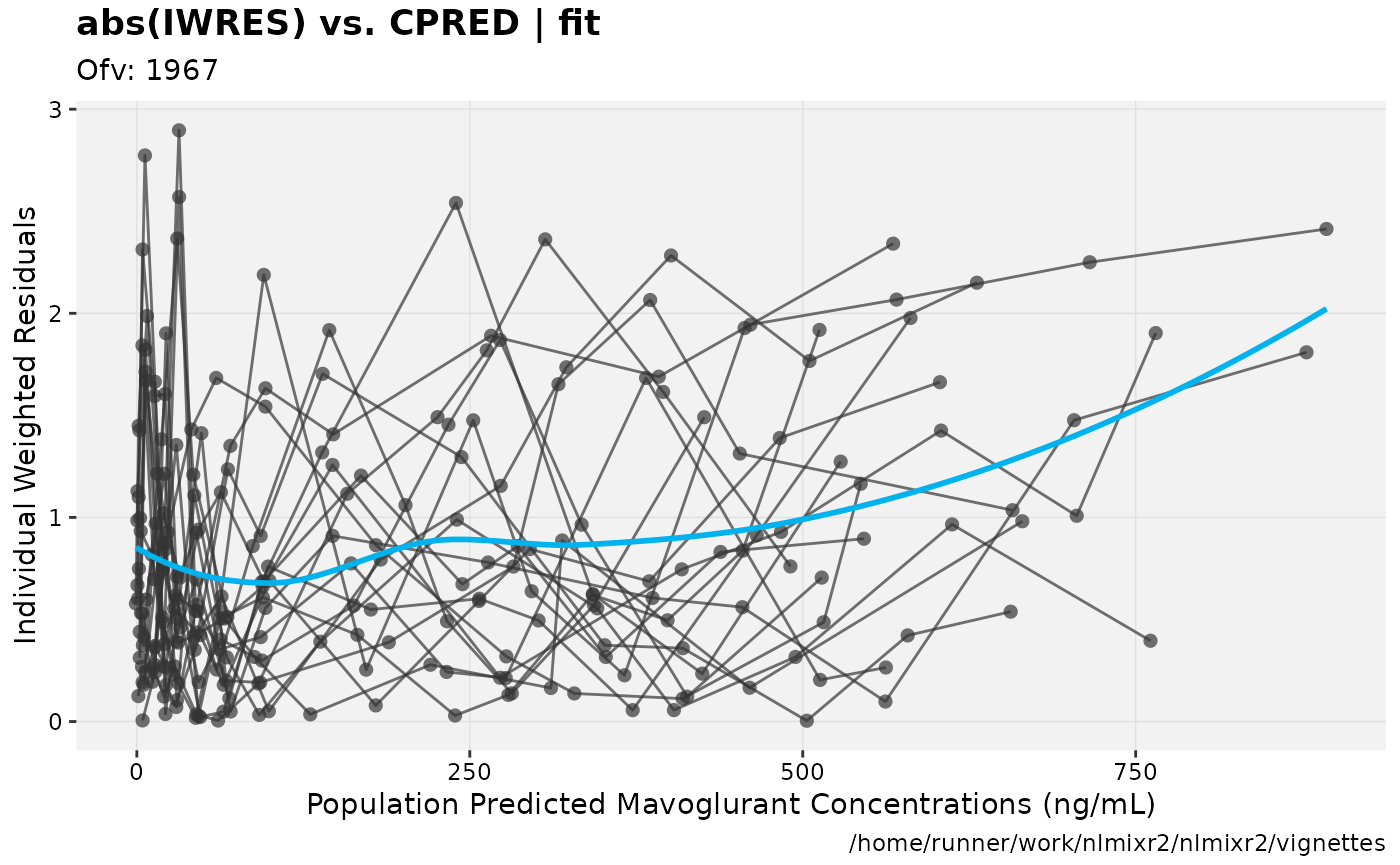 abs(IWRES) vs. CPRED | fit
Ofv: 1967
Individual Weighted Residuals
3
2
1
0
0 250 500 750
Population Predicted Mavoglurant Concentrations (ng/mL)
/home/runner/work/nlmixr2/nlmixr2/vignettes